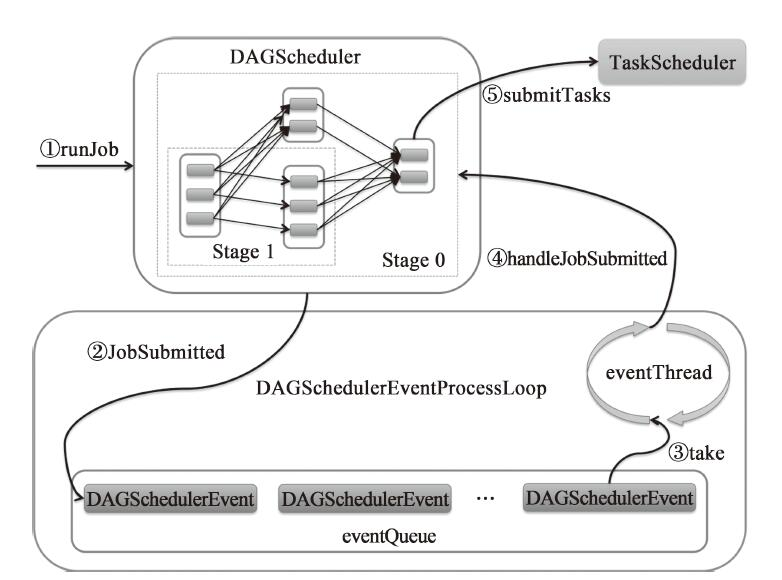 DAGScheduler
TaskScheduler
⑤submitTasks
①runJob
Stage 1
Stage 0
④handleJobSubmitted
②JobSubmitted
eventThread
DAGSchedulerEventProcessLoop
③take
DAGSchedulerEvent DAGSchedulerEvent ... DAGSchedulerEvent
eventQueue